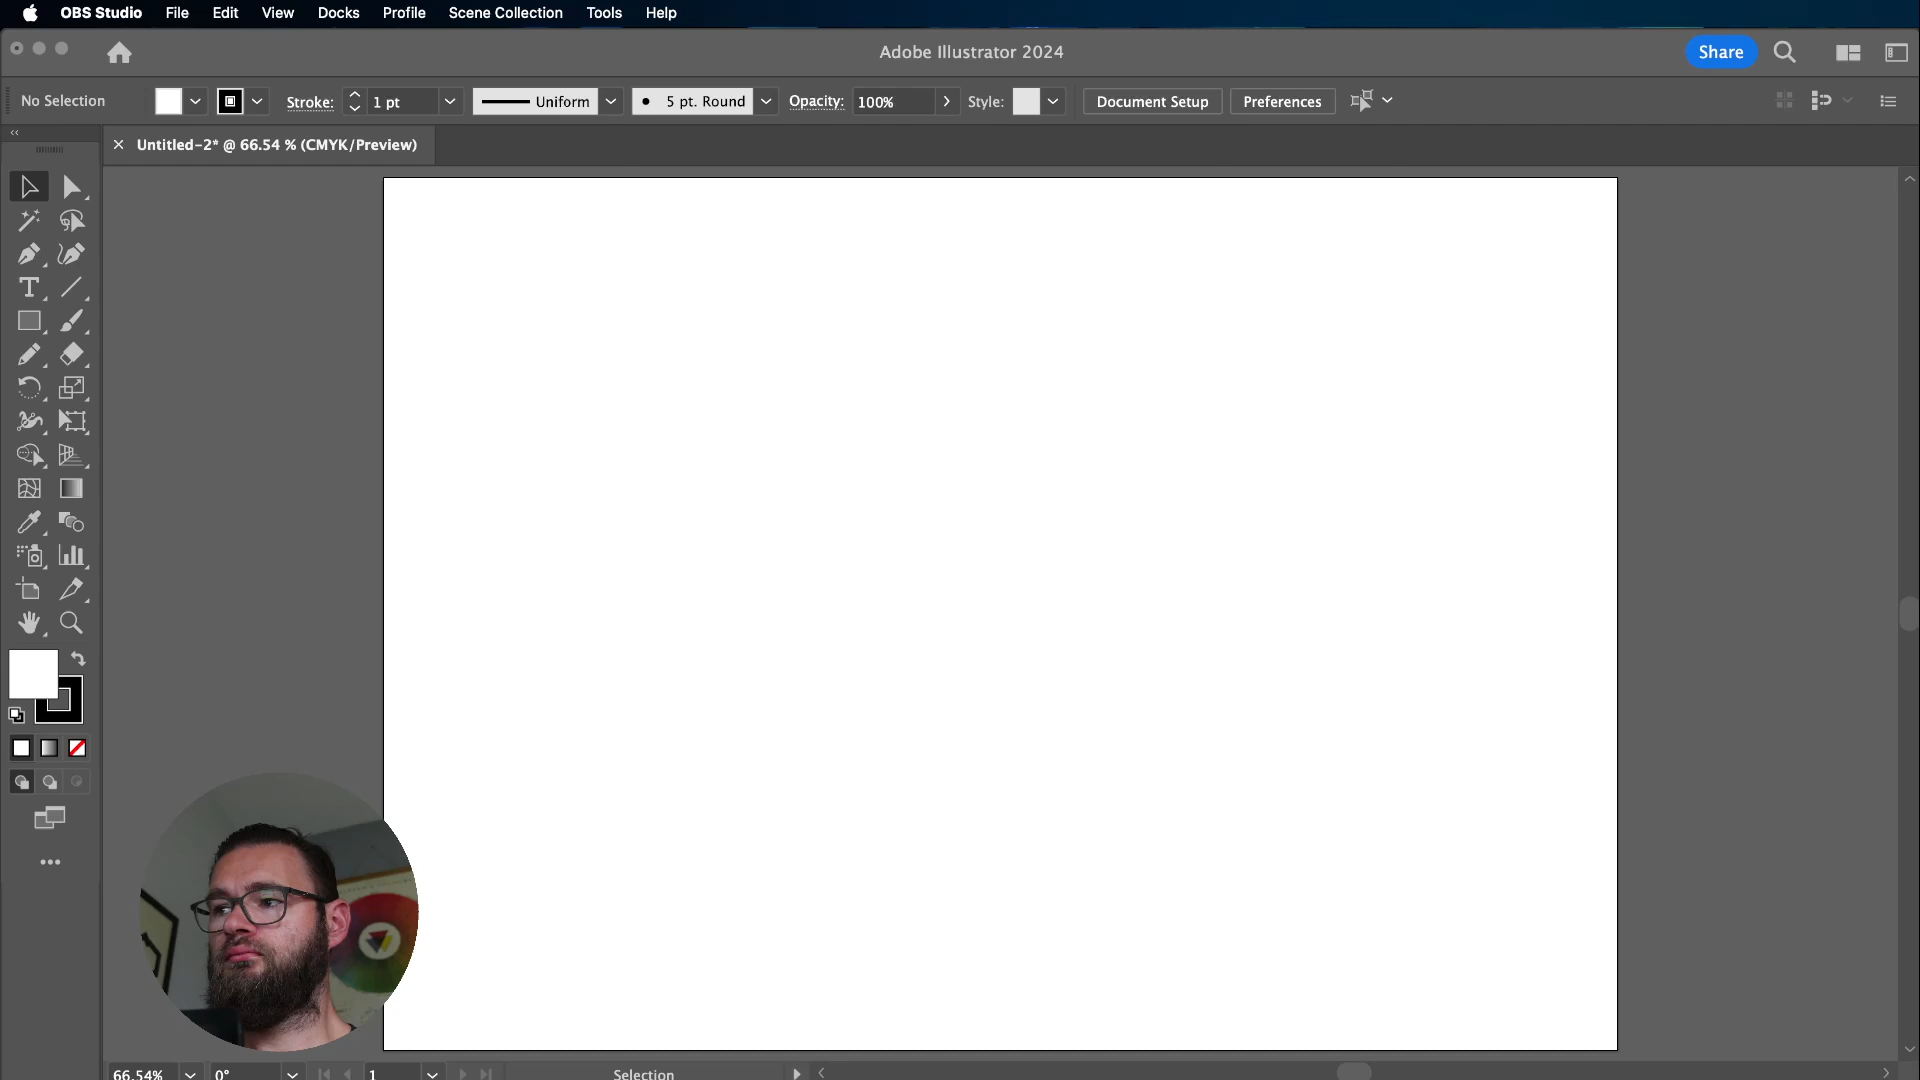 OBS Studio File Edit View Docks Profile Scene Collection Tools Help
Adobe Illustrator 2024
Share
No Selection
Stroke: 1 pt Uniform 5 pt. Round Opacity: 100% Style: Document Setup Preferences
Untitled-2* @ 66.54 % (CMYK/Preview)
66.54% 0° 1 Selection